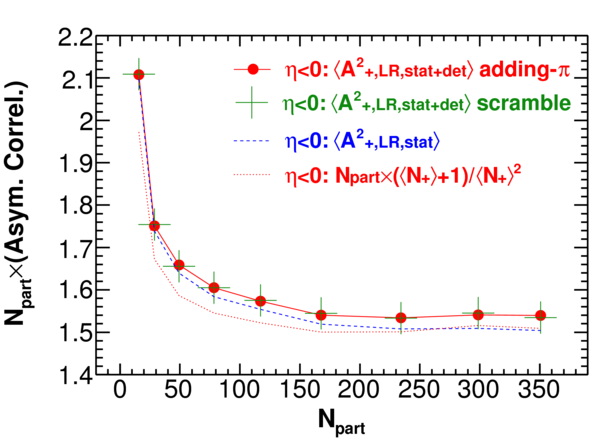 2.2
2.1
2
1.9
1.8
1.7
1.6
1.5
1.4
N_part×(Asym. Correl.)
η<0: ⟨A²+,LR,stat+det⟩ adding-π
η<0: ⟨A²+,LR,stat+det⟩ scramble
η<0: ⟨A²+,LR,stat⟩
η<0: Npart×(⟨N+⟩+1)/⟨N+⟩²
0 50 100 150 200 250 300 350
N_part